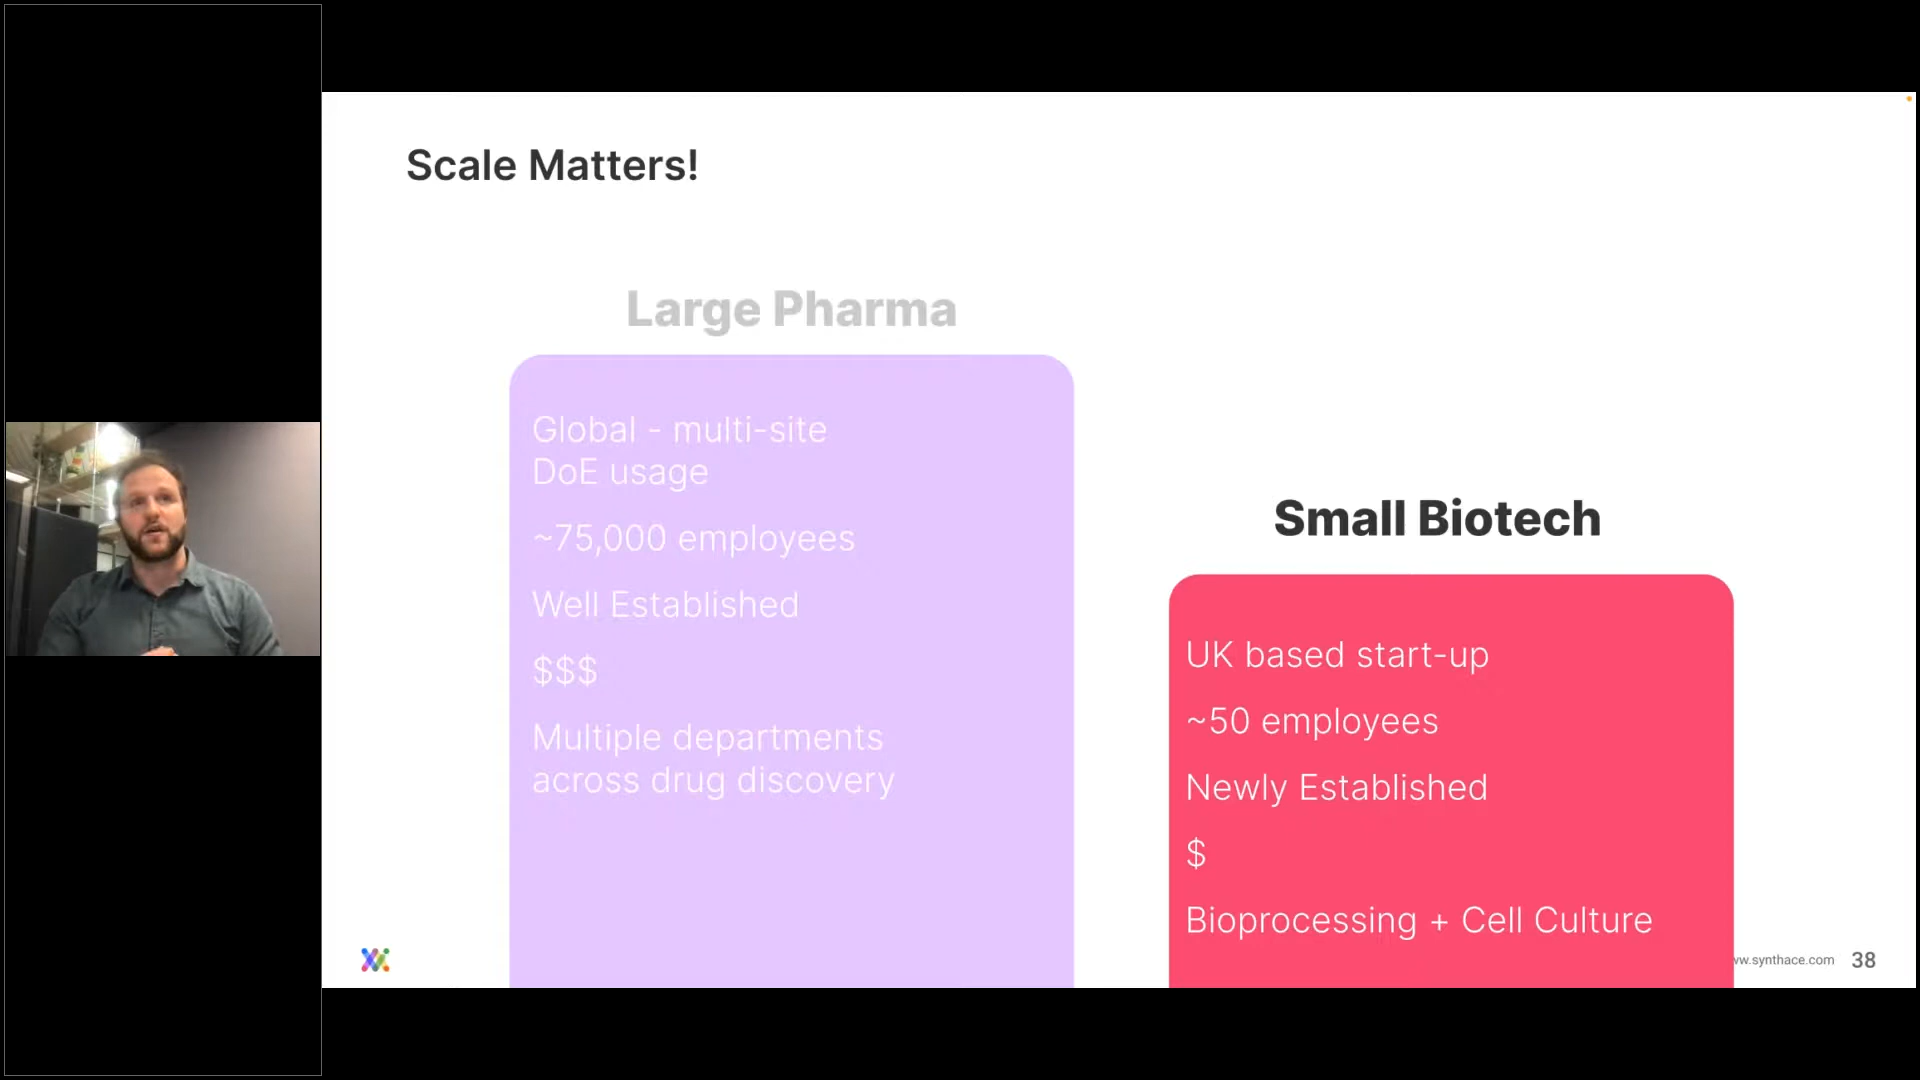 Scale Matters!
Large Pharma
Global - multi-site
DoE usage
~75,000 employees
Well Established
$$$
Multiple departments
across drug discovery
Small Biotech
UK based start-up
~50 employees
Newly Established
$
Bioprocessing + Cell Culture
w.synthace.com
38